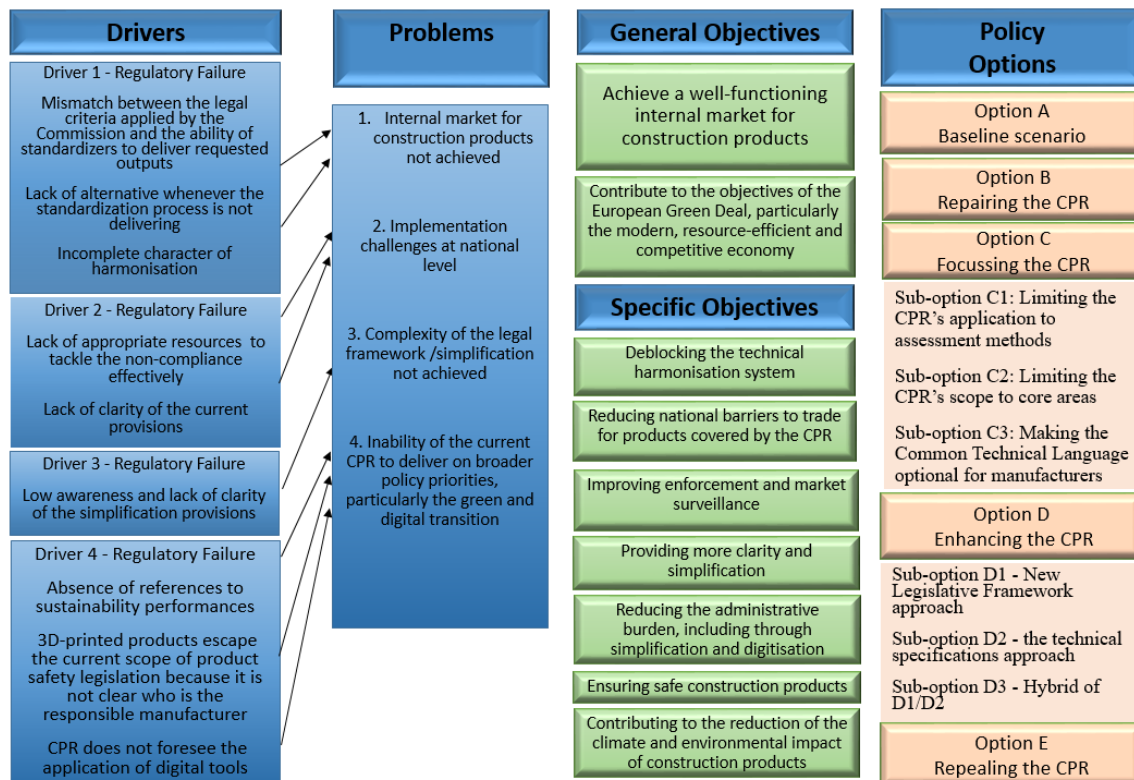 Drivers
Driver 1 - Regulatory Failure
Mismatch between the legal
criteria applied by the
Commission and the ability of
standardizers to deliver requested
outputs
Lack of alternative whenever the
standardization process is not
delivering
Incomplete character of
harmonisation
Driver 2 - Regulatory Failure
Lack of appropriate resources to
tackle the non-compliance
effectively
Lack of clarity of the current
provisions
Driver 3 - Regulatory Failure
Low awareness and lack of clarity
of the simplification provisions
Driver 4 - Regulatory Failure
Absence of references to
sustainability performances
3D-printed products escape
the current scope of product
safety legislation because it is
not clear who is the
responsible manufacturer
CPR does not foresee the
application of digital tools
Problems
1. Internal market for
construction products
not achieved
2. Implementation
challenges at national
level
3. Complexity of the legal
framework /simplification
not achieved
4. Inability of the current
CPR to deliver on broader
policy priorities,
particularly the green and
digital transition
General Objectives
Achieve a well-functioning
internal market for
construction products
Contribute to the objectives of the
European Green Deal, particularly
the modern, resource-efficient and
competitive economy
Specific Objectives
Deblocking the technical
harmonisation system
Reducing national barriers to trade
for products covered by the CPR
Improving enforcement and market
surveillance
Providing more clarity and
simplification
Reducing the administrative
burden, including through
simplification and digitisation
Ensuring safe construction products
Contributing to the reduction of the
climate and environmental impact
of construction products
Policy
Options
Option A
Baseline scenario
Option B
Repairing the CPR
Option C
Focussing the CPR
Sub-option C1: Limiting the
CPR's application to
assessment methods
Sub-option C2: Limiting the
CPR's scope to core areas
Sub-option C3: Making the
Common Technical Language
optional for manufacturers
Option D
Enhancing the CPR
Sub-option D1 - New
Legislative Framework
approach
Sub-option D2 - the technical
specifications approach
Sub-option D3 - Hybrid of
D1/D2
Option E
Repealing the CPR